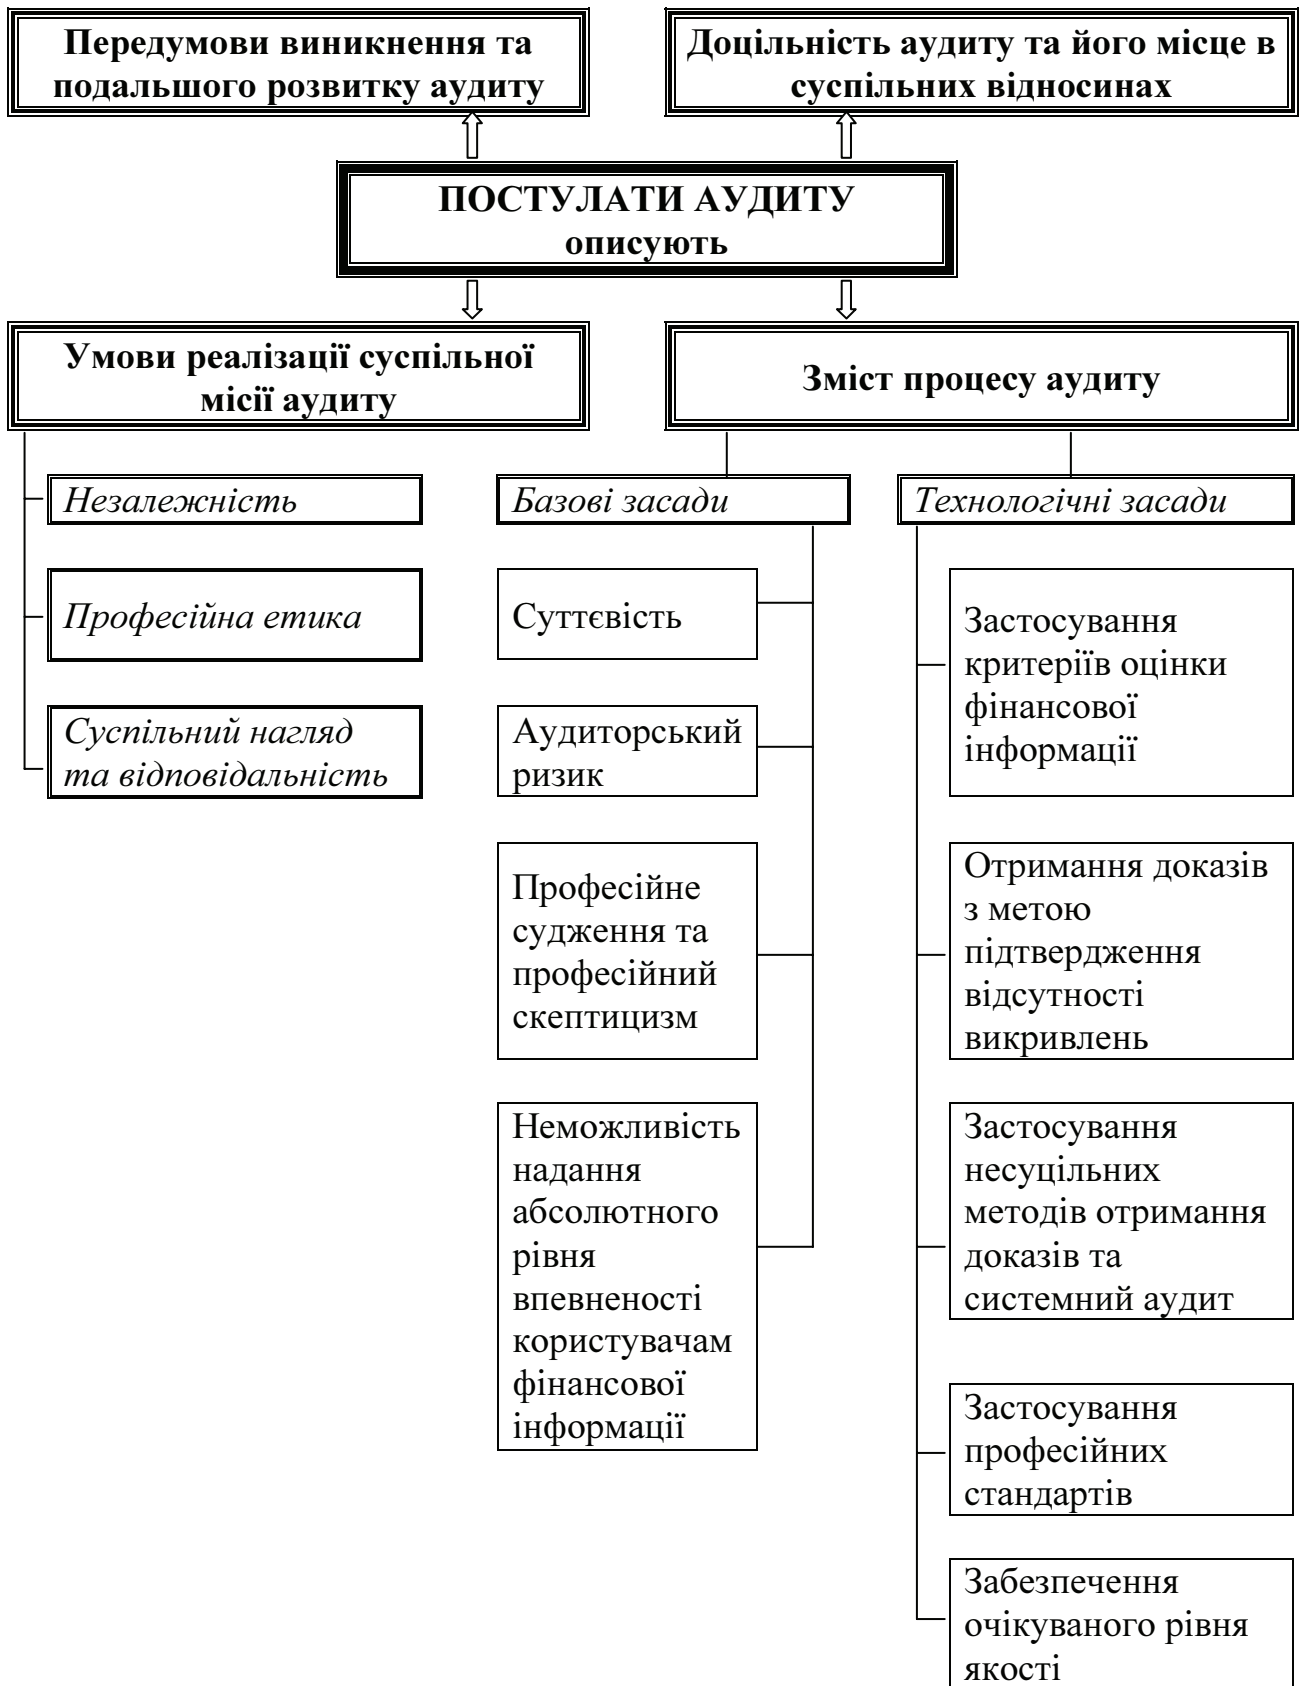 Передумови виникнення та
подальшого розвитку аудиту
Доцільність аудиту та його місце в
суспільних відносинах
ПОСТУЛАТИ АУДИТУ
описують
Умови реалізації суспільної
місії аудиту
Зміст процесу аудиту
Незалежність
Професійна етика
Суспільний нагляд
та відповідальність
Базові засади
Суттєвість
Аудиторський
ризик
Професійне
судження та
професійний
скептицизм
Неможливість
надання
абсолютного
рівня
впевненості
користувачам
фінансової
інформації
Технологічні засади
Застосування
критеріїв оцінки
фінансової
інформації
Отримання доказів
з метою
підтвердження
відсутності
викривлень
Застосування
несуцільних
методів отримання
доказів та
системний аудит
Застосування
професійних
стандартів
Забезпечення
очікуваного рівня
якості